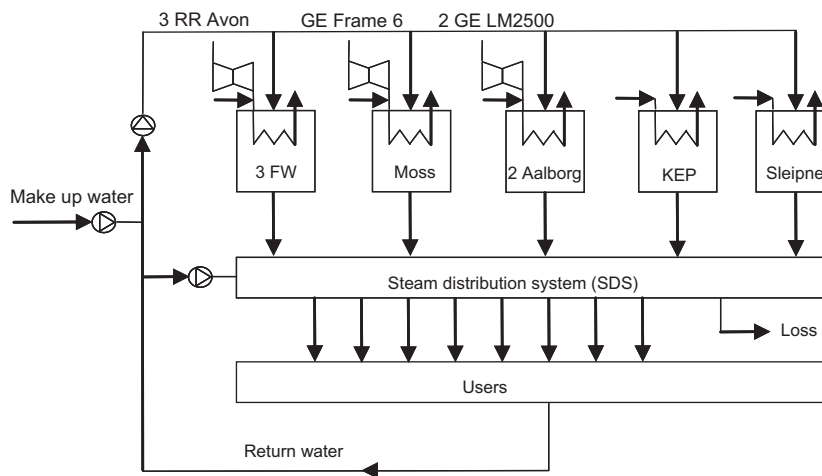 3 RR Avon GE Frame 6 2 GE LM2500
3 FW Moss 2 Aalborg KEP Sleipne
Make up water
Steam distribution system (SDS)
Loss
Users
Return water